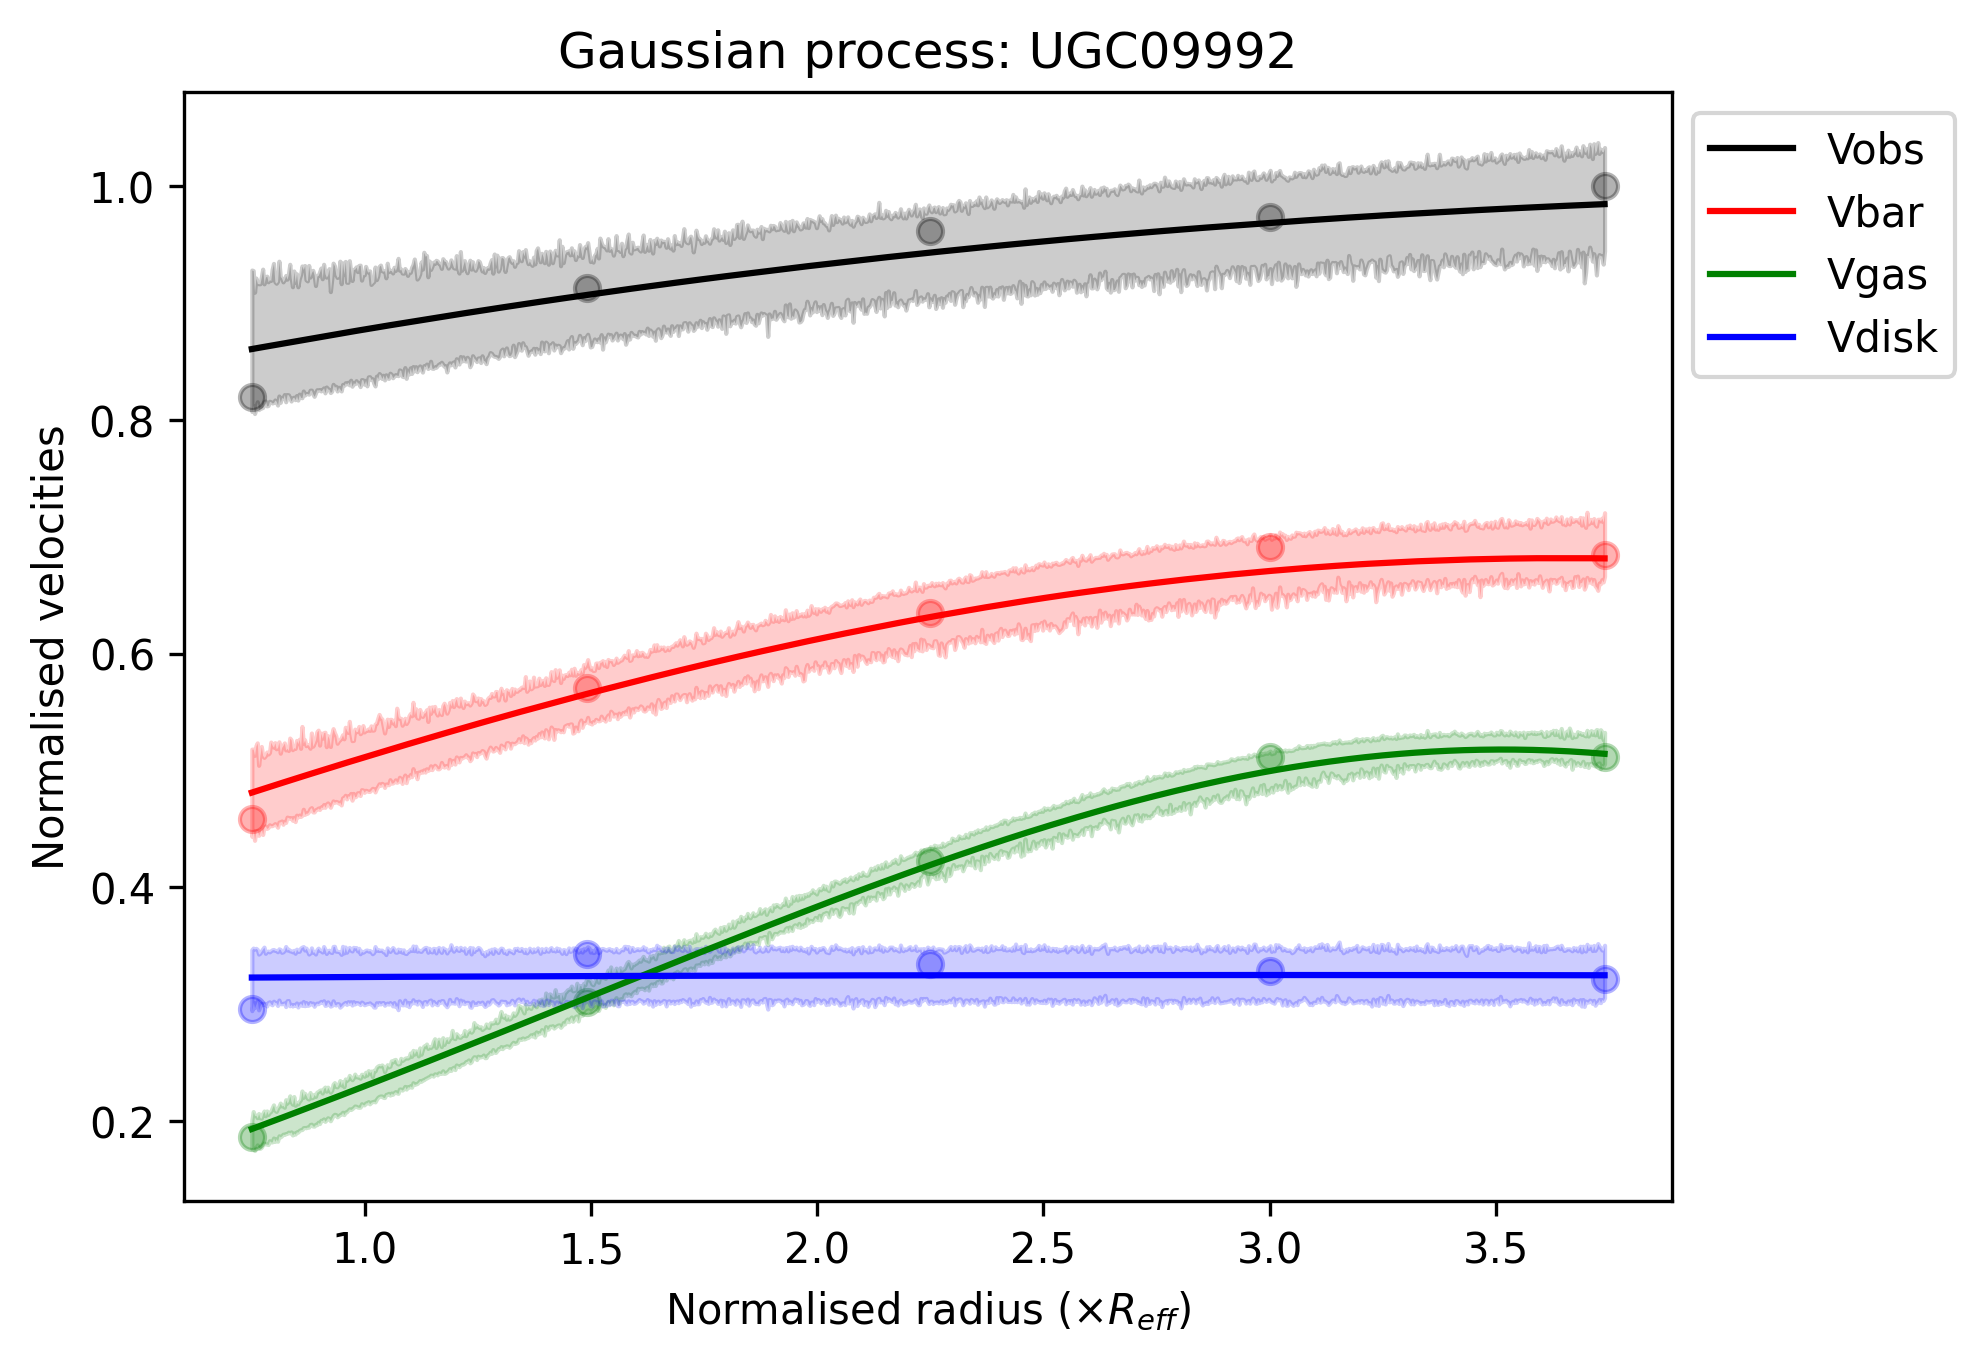 Gaussian process: UGC09992
Vobs
Vbar
Vgas
Vdisk
Normalised velocities
1.0
0.8
0.6
0.4
0.2
1.0 1.5 2.0 2.5 3.0 3.5
Normalised radius (×R_eff)